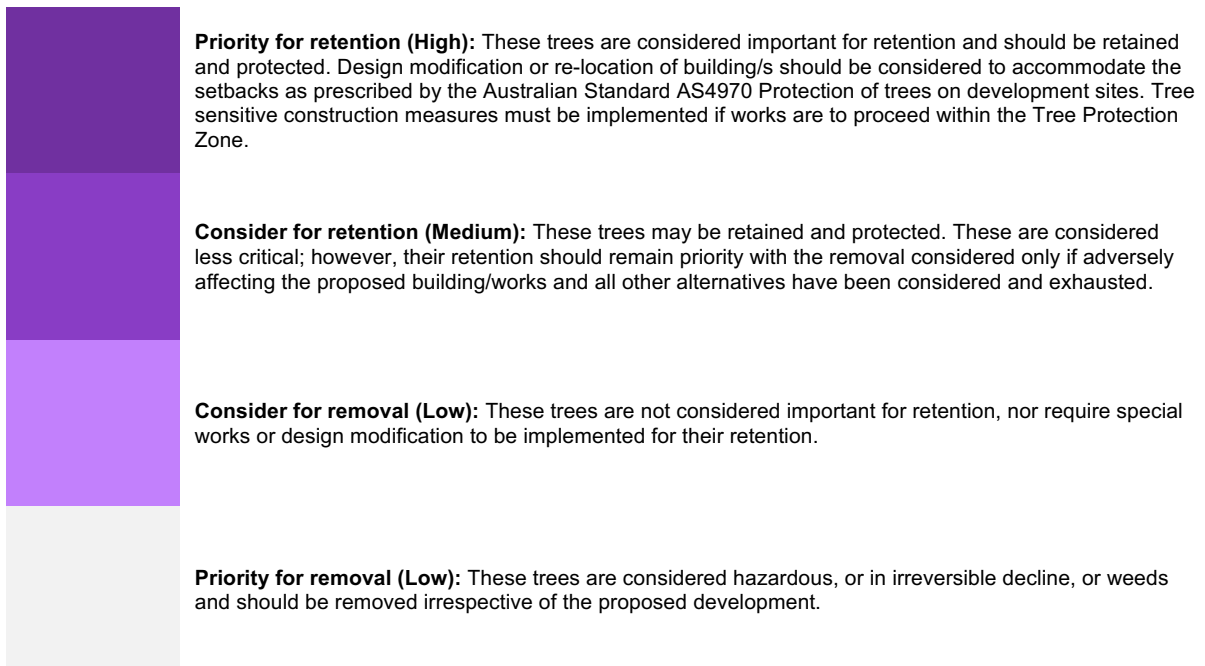 Priority for retention (High): These trees are considered important for retention and should be retained
and protected. Design modification or re-location of building/s should be considered to accommodate the
setbacks as prescribed by the Australian Standard AS4970 Protection of trees on development sites. Tree
sensitive construction measures must be implemented if works are to proceed within the Tree Protection
Zone.
Consider for retention (Medium): These trees may be retained and protected. These are considered
less critical; however, their retention should remain priority with the removal considered only if adversely
affecting the proposed building/works and all other alternatives have been considered and exhausted.
Consider for removal (Low): These trees are not considered important for retention, nor require special
works or design modification to be implemented for their retention.
Priority for removal (Low): These trees are considered hazardous, or in irreversible decline, or weeds
and should be removed irrespective of the proposed development.